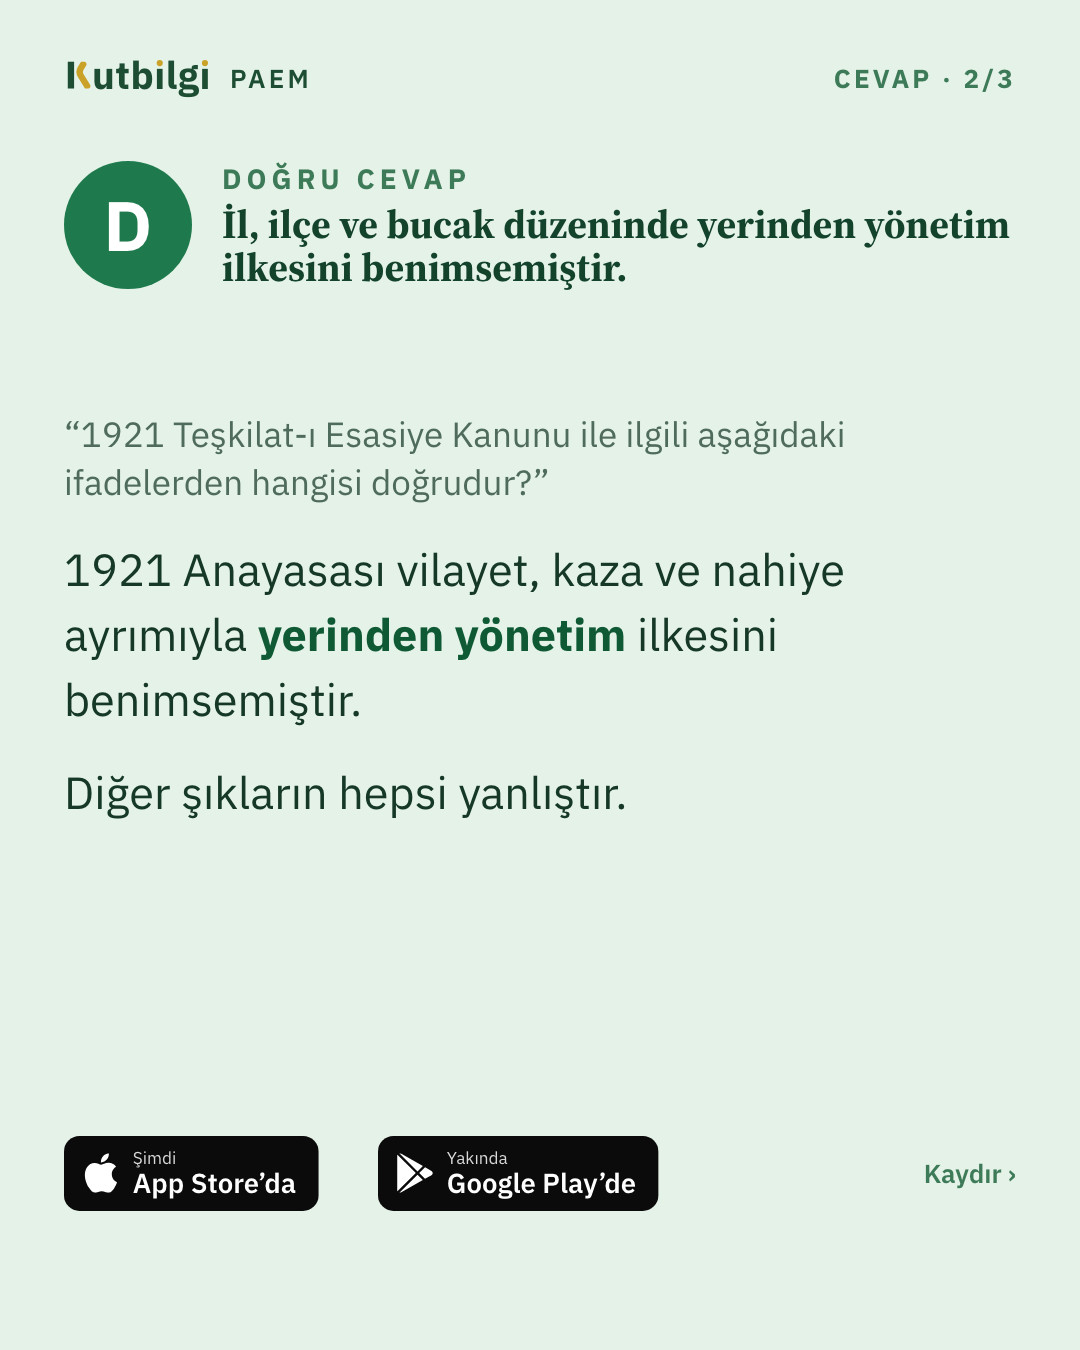 Kutbilgi PAEM
CEVAP · 2/3
D
DOĞRU CEVAP
İl, ilçe ve bucak düzeninde yerinden yönetim
ilkesini benimsemiştir.
“1921 Teşkilat-ı Esasiye Kanunu ile ilgili aşağıdaki
ifadelerden hangisi doğrudur?”
1921 Anayasası vilayet, kaza ve nahiye
ayrımıyla yerinden yönetim ilkesini
benimsemiştir.
Diğer şıkların hepsi yanlıştır.
Şimdi
App Store’da
Yakında
Google Play’de
Kaydır ›